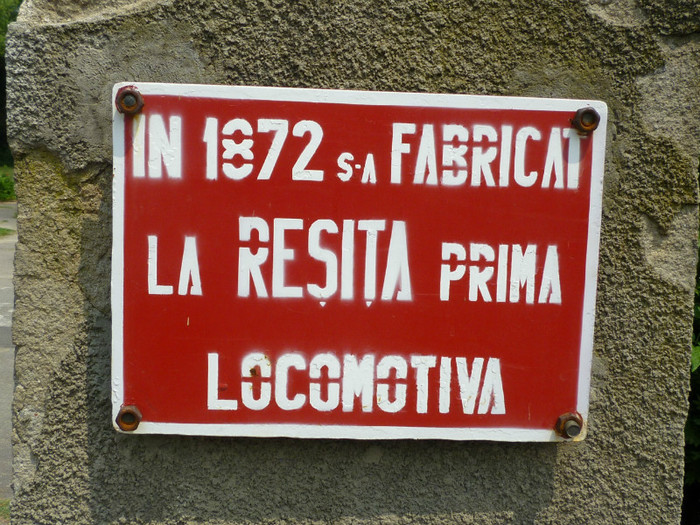 IN 1872 S-A FABRICAT
LA REȘIȚA PRIMA
LOCOMOTIVA